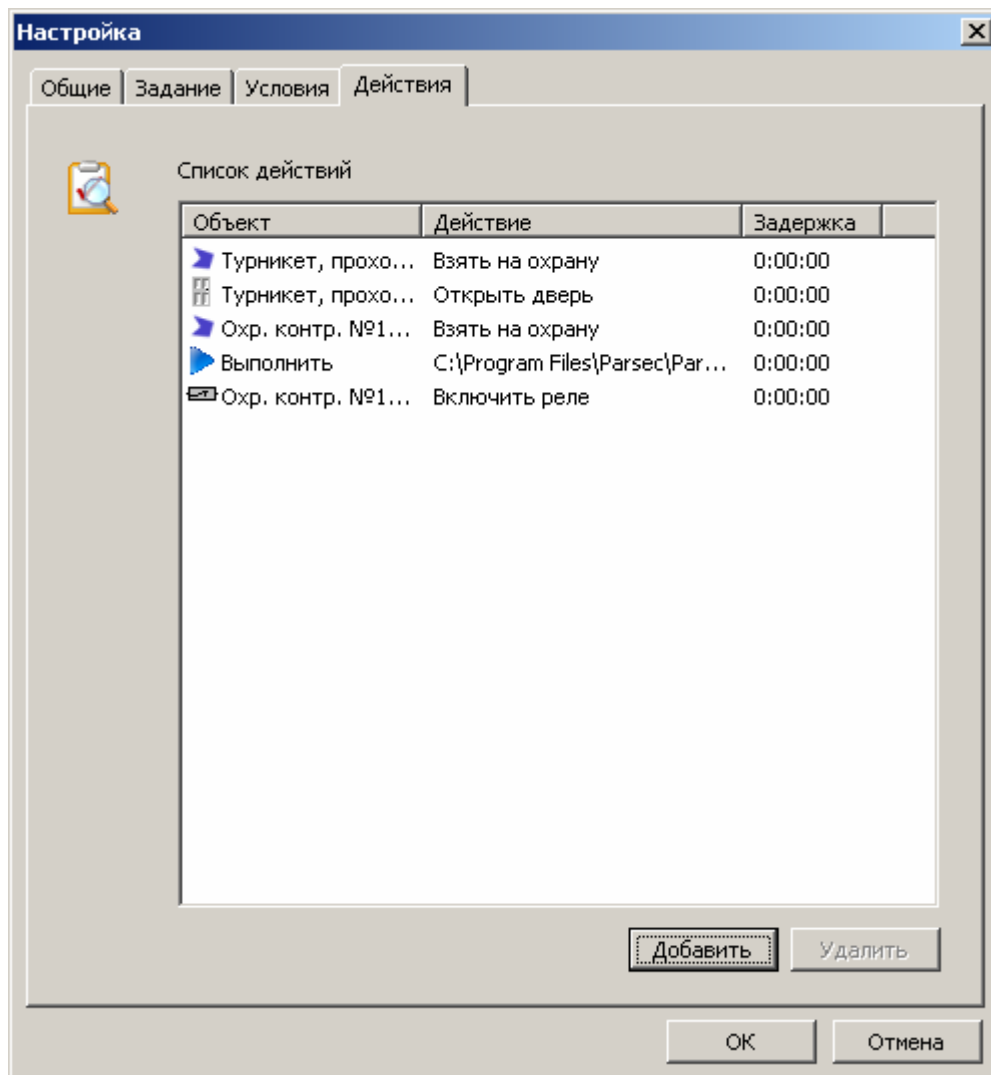 Настройка
Общие Задание Условия Действия
Список действий
Объект Действие Задержка
Турникет, прохо... Взять на охрану 0:00:00
Турникет, прохо... Открыть дверь 0:00:00
Охр. контр. №1... Взять на охрану 0:00:00
Выполнить C:\Program Files\Parsec\Par... 0:00:00
Охр. контр. №1... Включить реле 0:00:00
Добавить Удалить
ОК Отмена